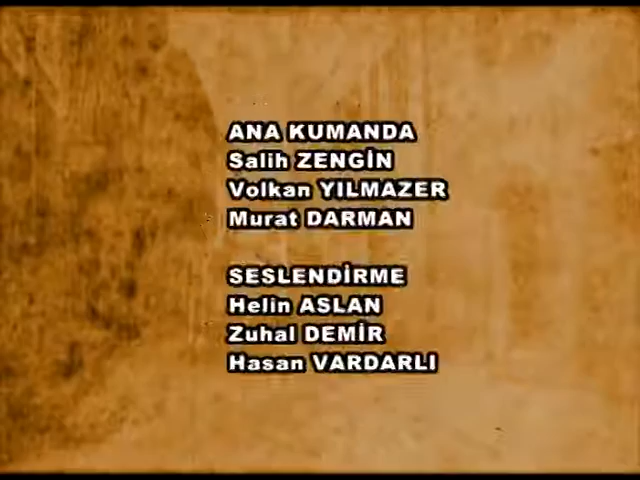 ANA KUMANDA
Salih ZENGİN
Volkan YILMAZER
Murat DARMAN
SESLENDİRME
Helin ASLAN
Zuhal DEMİR
Hasan VARDARLI